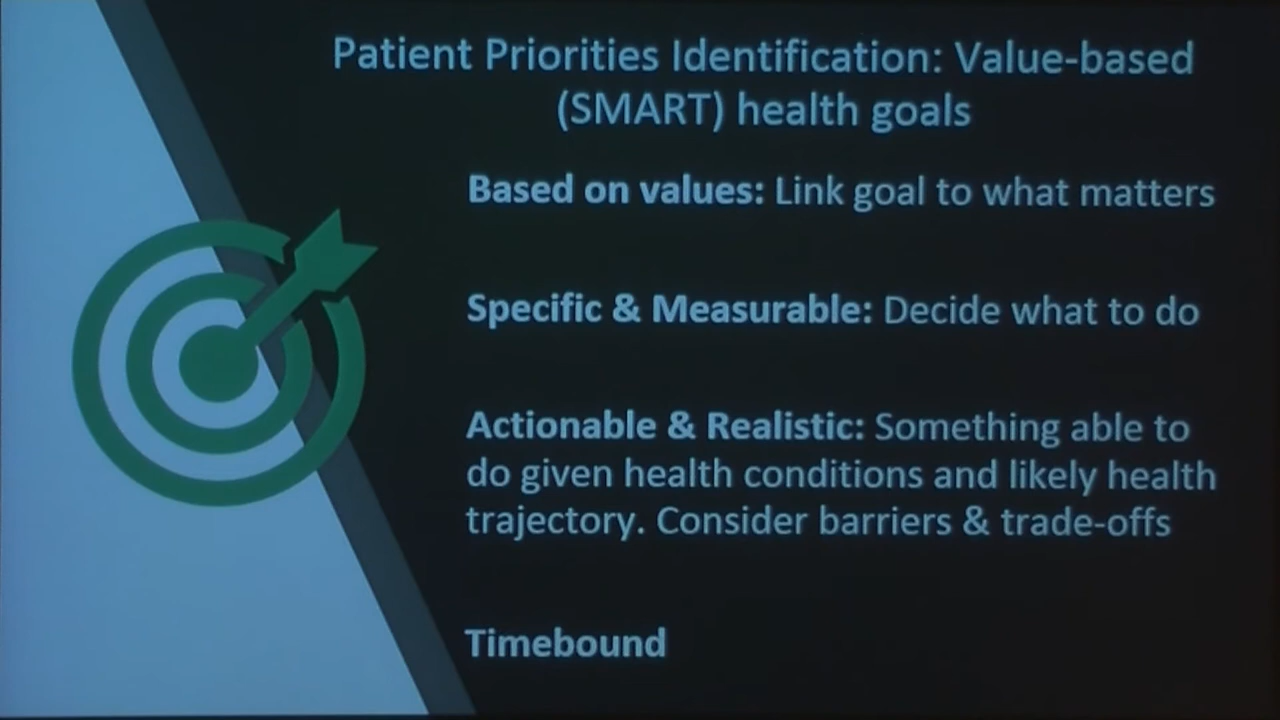 Patient Priorities Identification: Value-based
(SMART) health goals
Based on values: Link goal to what matters
Specific & Measurable: Decide what to do
Actionable & Realistic: Something able to
do given health conditions and likely health
trajectory. Consider barriers & trade-offs
Timebound